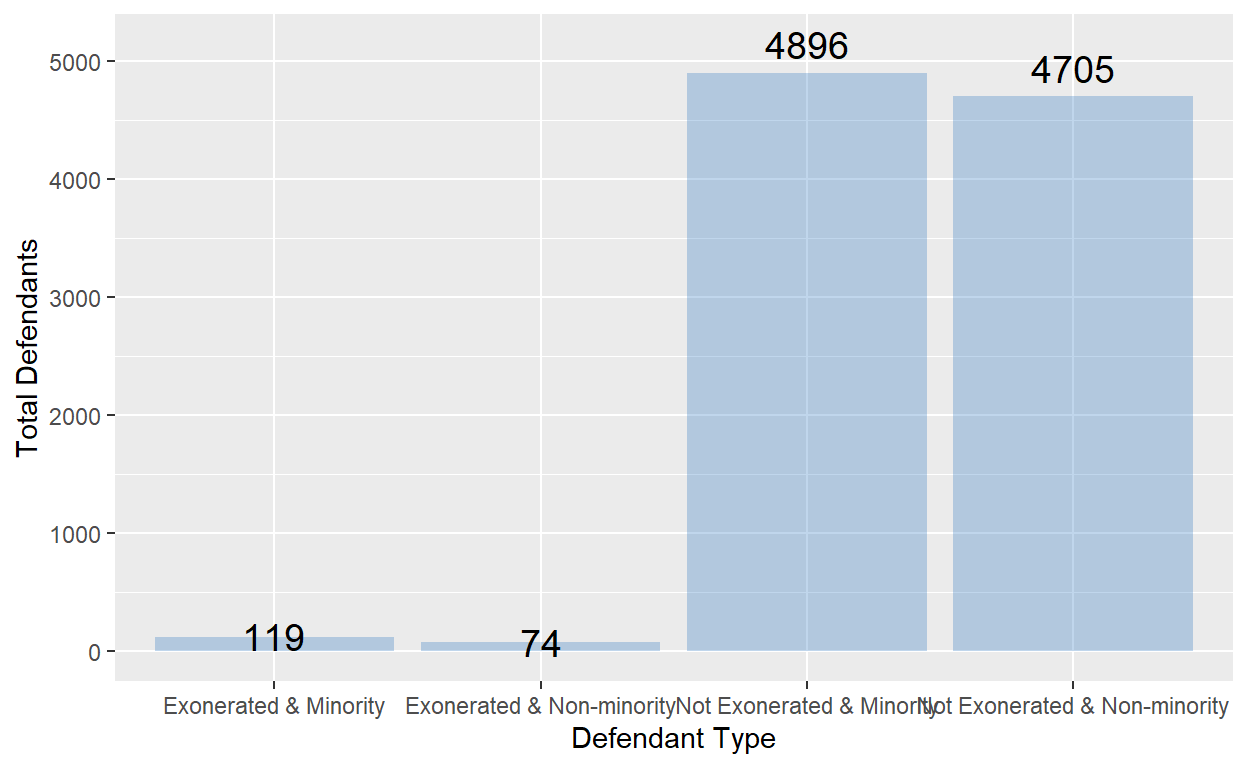 Total Defendants
5000
4000
3000
2000
1000
0
4896
4705
119
74
Exonerated & Minority
Exonerated & Non-minority
Not Exonerated & Minority
Not Exonerated & Non-minority
Defendant Type